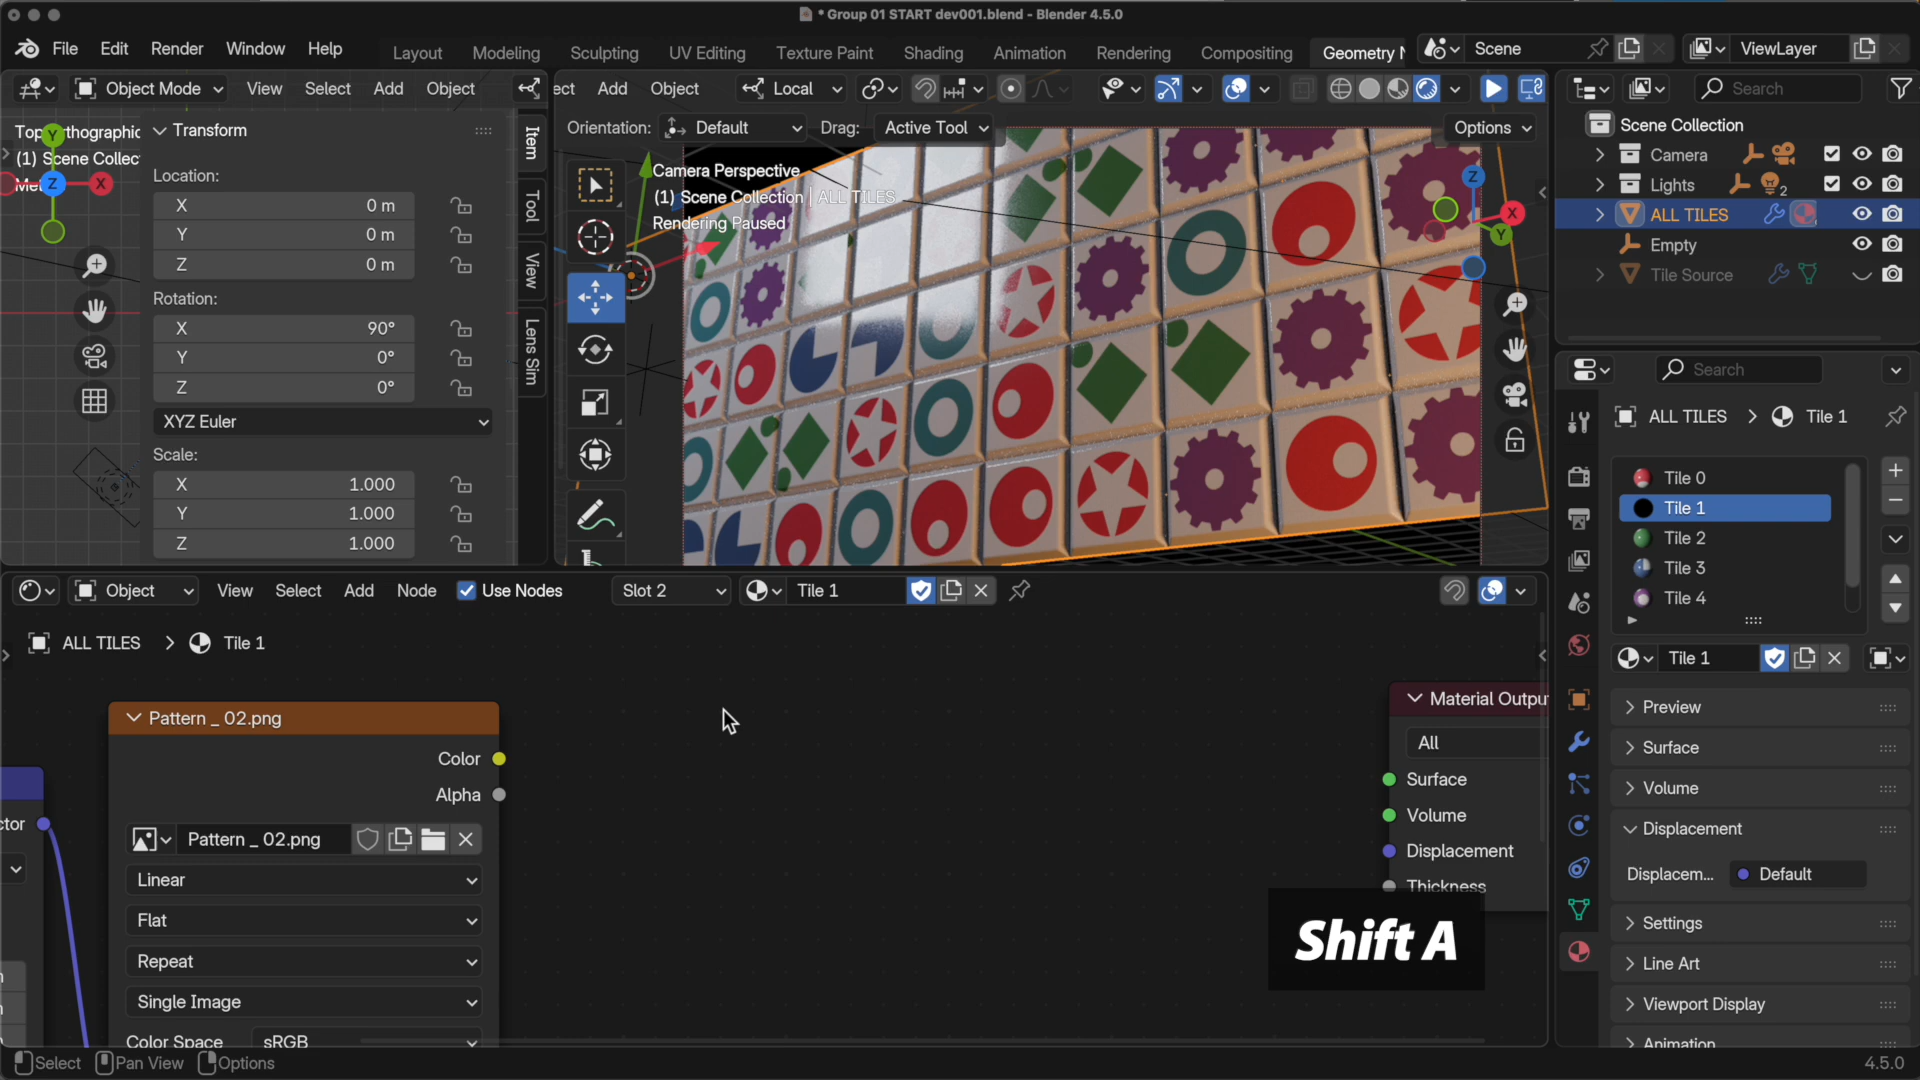 * Group 01 START dev001.blend - Blender 4.5.0
File Edit Render Window Help
Layout Modeling Sculpting UV Editing Texture Paint Shading Animation Rendering Compositing Geometry N
Scene
ViewLayer
Object Mode View Select Add Object
ect Add Object Local
Search
Orientation: Default Drag: Active Tool Options
Transform
Location:
X 0 m
Y 0 m
Z 0 m
Rotation:
X 90°
Y 0°
Z 0°
XYZ Euler
Scale:
X 1.000
Y 1.000
Z 1.000
Item
Tool
View
Lens Sim
(1) Scene Collec
Y
Z
X
Camera Perspective
(1) Scene Collection | ALL TILES
Rendering Paused
Z
X
Y
Scene Collection
Camera
Lights 2
ALL TILES
Empty
Tile Source
Search
ALL TILES Tile 1
Tile 0
Tile 1
Tile 2
Tile 3
Tile 4
Tile 1
Preview
Surface
Volume
Displacement
Displacem... Default
Settings
Line Art
Viewport Display
Animation
Object View Select Add Node Use Nodes Slot 2 Tile 1
ALL TILES Tile 1
Pattern _ 02.png
Color
Alpha
Pattern _ 02.png
Linear
Flat
Repeat
Single Image
Color Space sRGB
ctor
Material Outpu
All
Surface
Volume
Displacement
Thickness
Shift A
Select Pan View Options
4.5.0